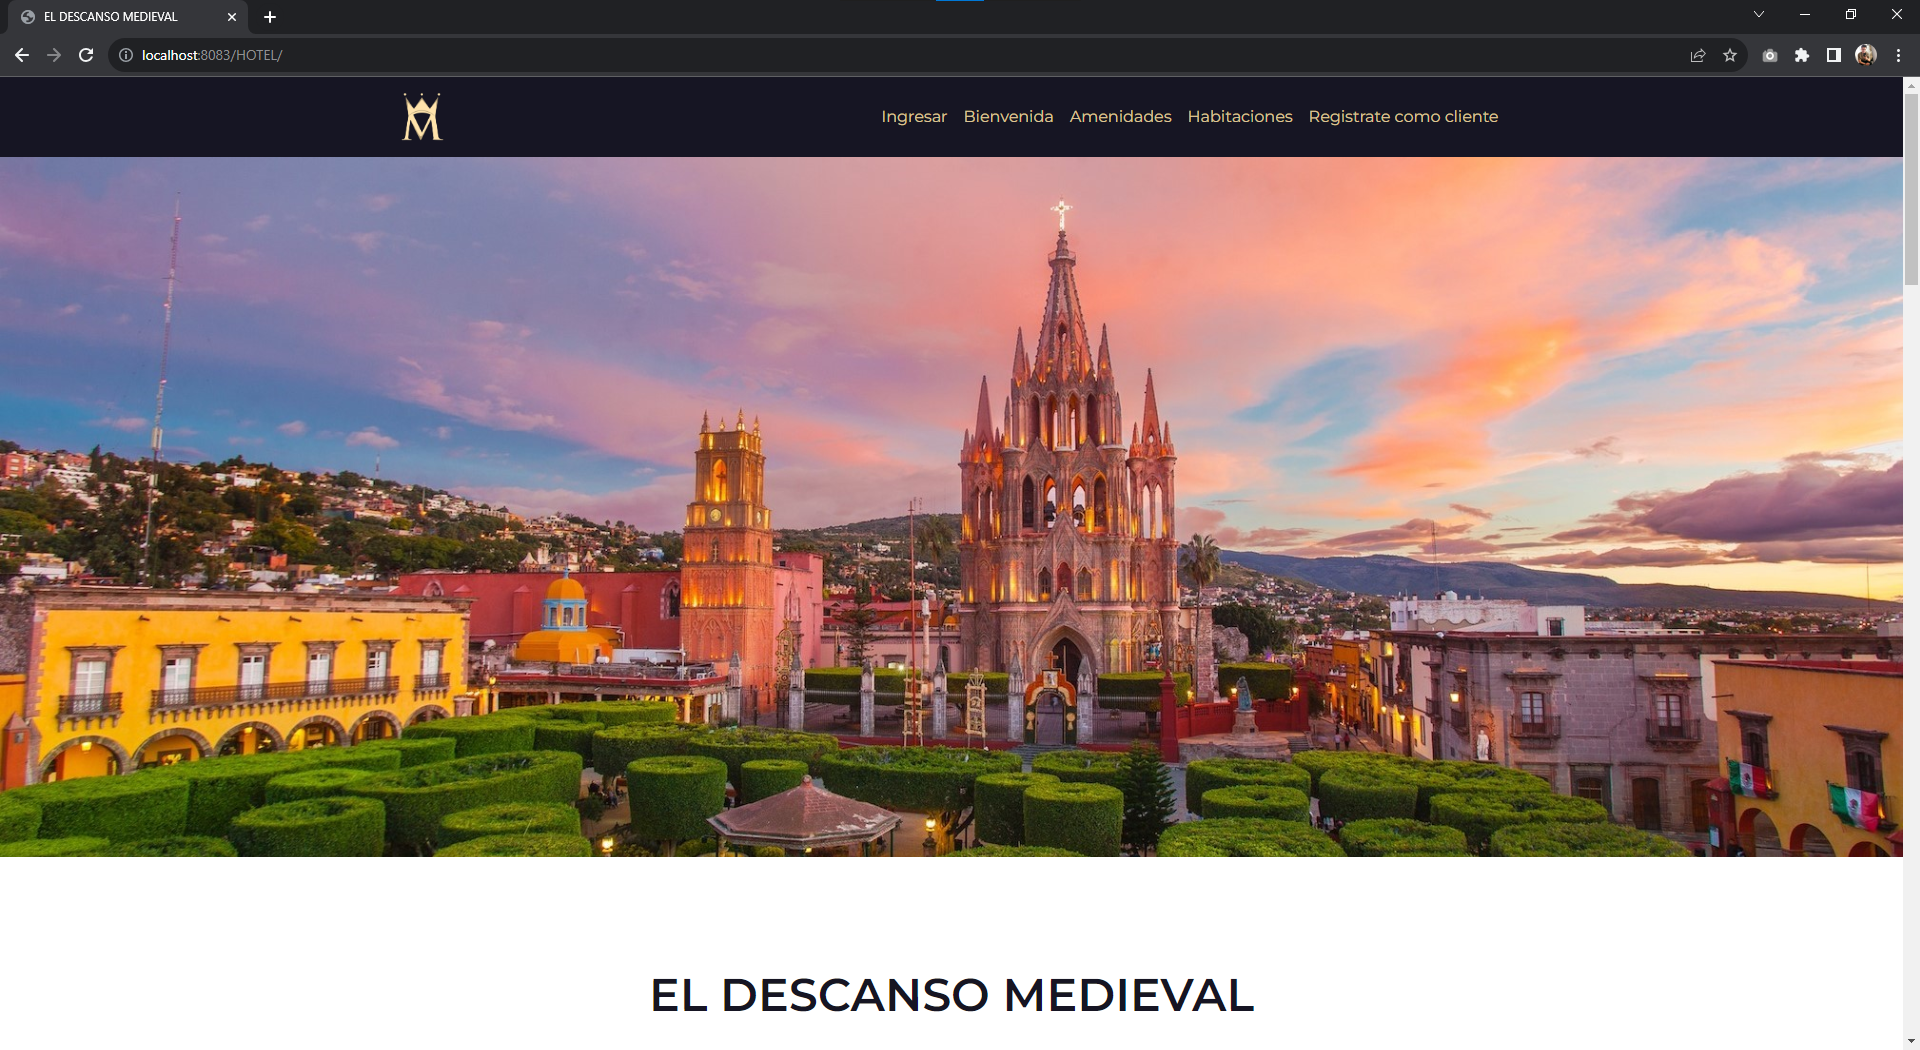 EL DESCANSO MEDIEVAL
localhost:8083/HOTEL/
M
Ingresar Bienvenida Amenidades Habitaciones Registrate como cliente
EL DESCANSO MEDIEVAL